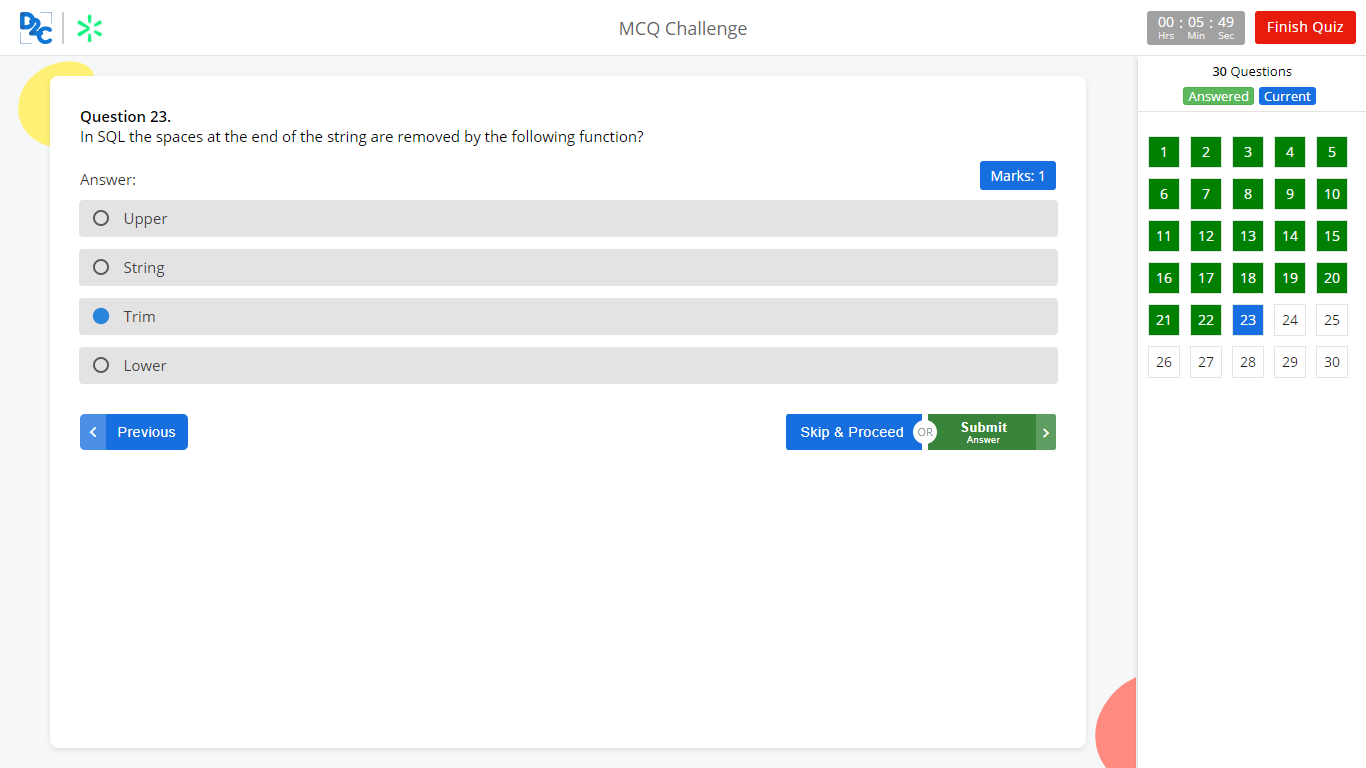 D2C
MCQ Challenge
00 : 05 : 49
Hrs Min Sec
Finish Quiz
30 Questions
Answered Current
Question 23.
In SQL the spaces at the end of the string are removed by the following function?
Answer:
Marks: 1
Upper
String
Trim
Lower
Previous
Skip & Proceed
OR
Submit
Answer
1 2 3 4 5
6 7 8 9 10
11 12 13 14 15
16 17 18 19 20
21 22 23 24 25
26 27 28 29 30